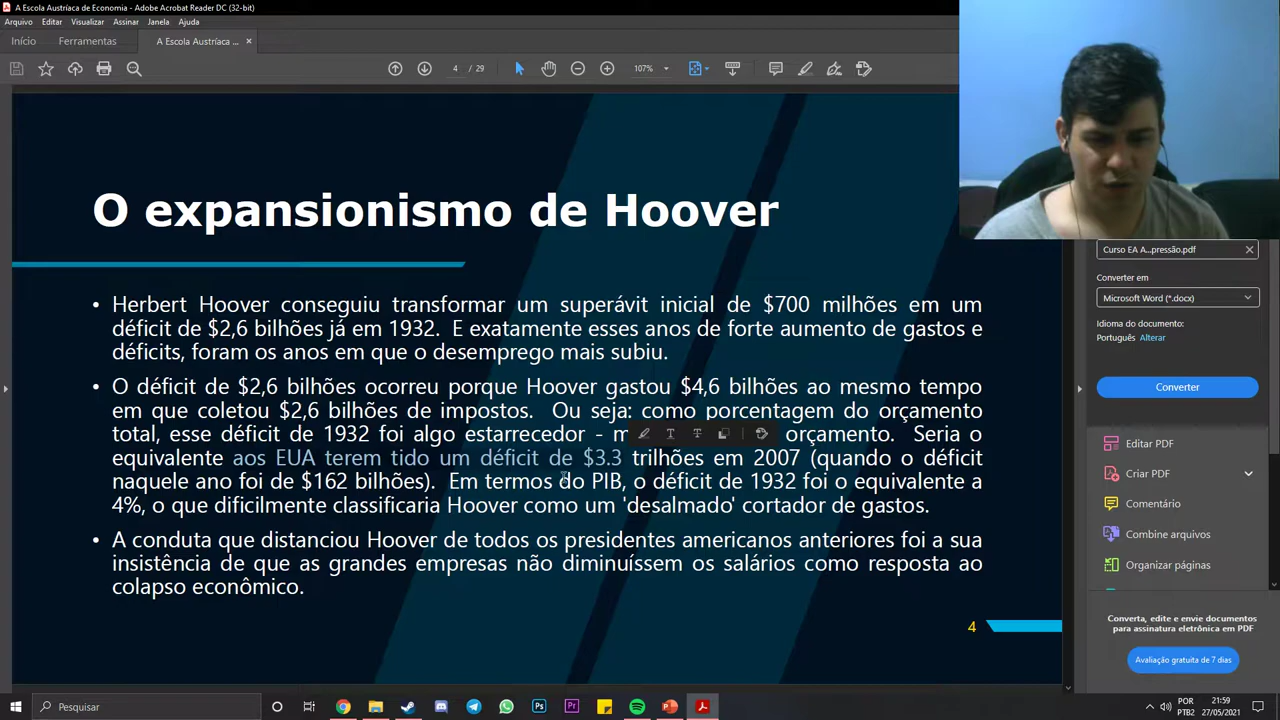 A Escola Austríaca de Economia - Adobe Acrobat Reader DC (32-bit)
Arquivo Editar Visualizar Assinar Janela Ajuda
Início Ferramentas A Escola Austríaca ... ×
4 / 29 107%
O expansionismo de Hoover
• Herbert Hoover conseguiu transformar um superávit inicial de $700 milhões em um
déficit de $2,6 bilhões já em 1932. E exatamente esses anos de forte aumento de gastos e
déficits, foram os anos em que o desemprego mais subiu.
• O déficit de $2,6 bilhões ocorreu porque Hoover gastou $4,6 bilhões ao mesmo tempo
em que coletou $2,6 bilhões de impostos. Ou seja: como porcentagem do orçamento
total, esse déficit de 1932 foi algo estarrecedor - orçamento. Seria o
equivalente aos EUA terem tido um déficit de $3.3 trilhões em 2007 (quando o déficit
naquele ano foi de $162 bilhões). Em termos do PIB, o déficit de 1932 foi o equivalente a
4%, o que dificilmente classificaria Hoover como um 'desalmado' cortador de gastos.
• A conduta que distanciou Hoover de todos os presidentes americanos anteriores foi a sua
insistência de que as grandes empresas não diminuíssem os salários como resposta ao
colapso econômico.
4
Curso EA A...pressão.pdf
Converter em
Microsoft Word (*.docx)
Idioma do documento:
Português Alterar
Converter
Editar PDF
Criar PDF
Comentário
Combine arquivos
Organizar páginas
Converta, edite e envie documentos
para assinatura eletrônica em PDF
Avaliação gratuita de 7 dias
Pesquisar
Ps
Pr
POR
PTB2
21:59
27/05/2021